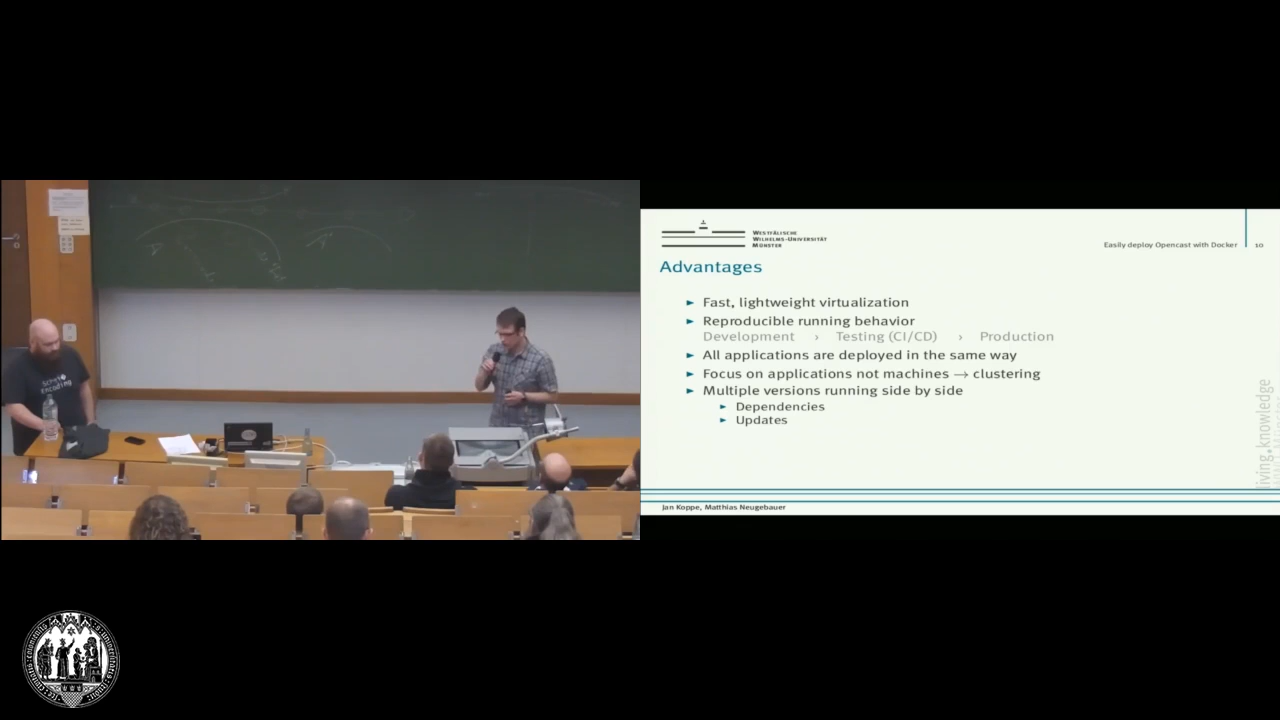 Scheiß
Encoding
WESTFÄLISCHE
WILHELMS-UNIVERSITÄT
MÜNSTER
Easily deploy Opencast with Docker
10
Advantages
► Fast, lightweight virtualization
► Reproducible running behavior
Development › Testing (CI/CD) › Production
► All applications are deployed in the same way
► Focus on applications not machines → clustering
► Multiple versions running side by side
► Dependencies
► Updates
living.knowledge
Jan Koppe, Matthias Neugebauer